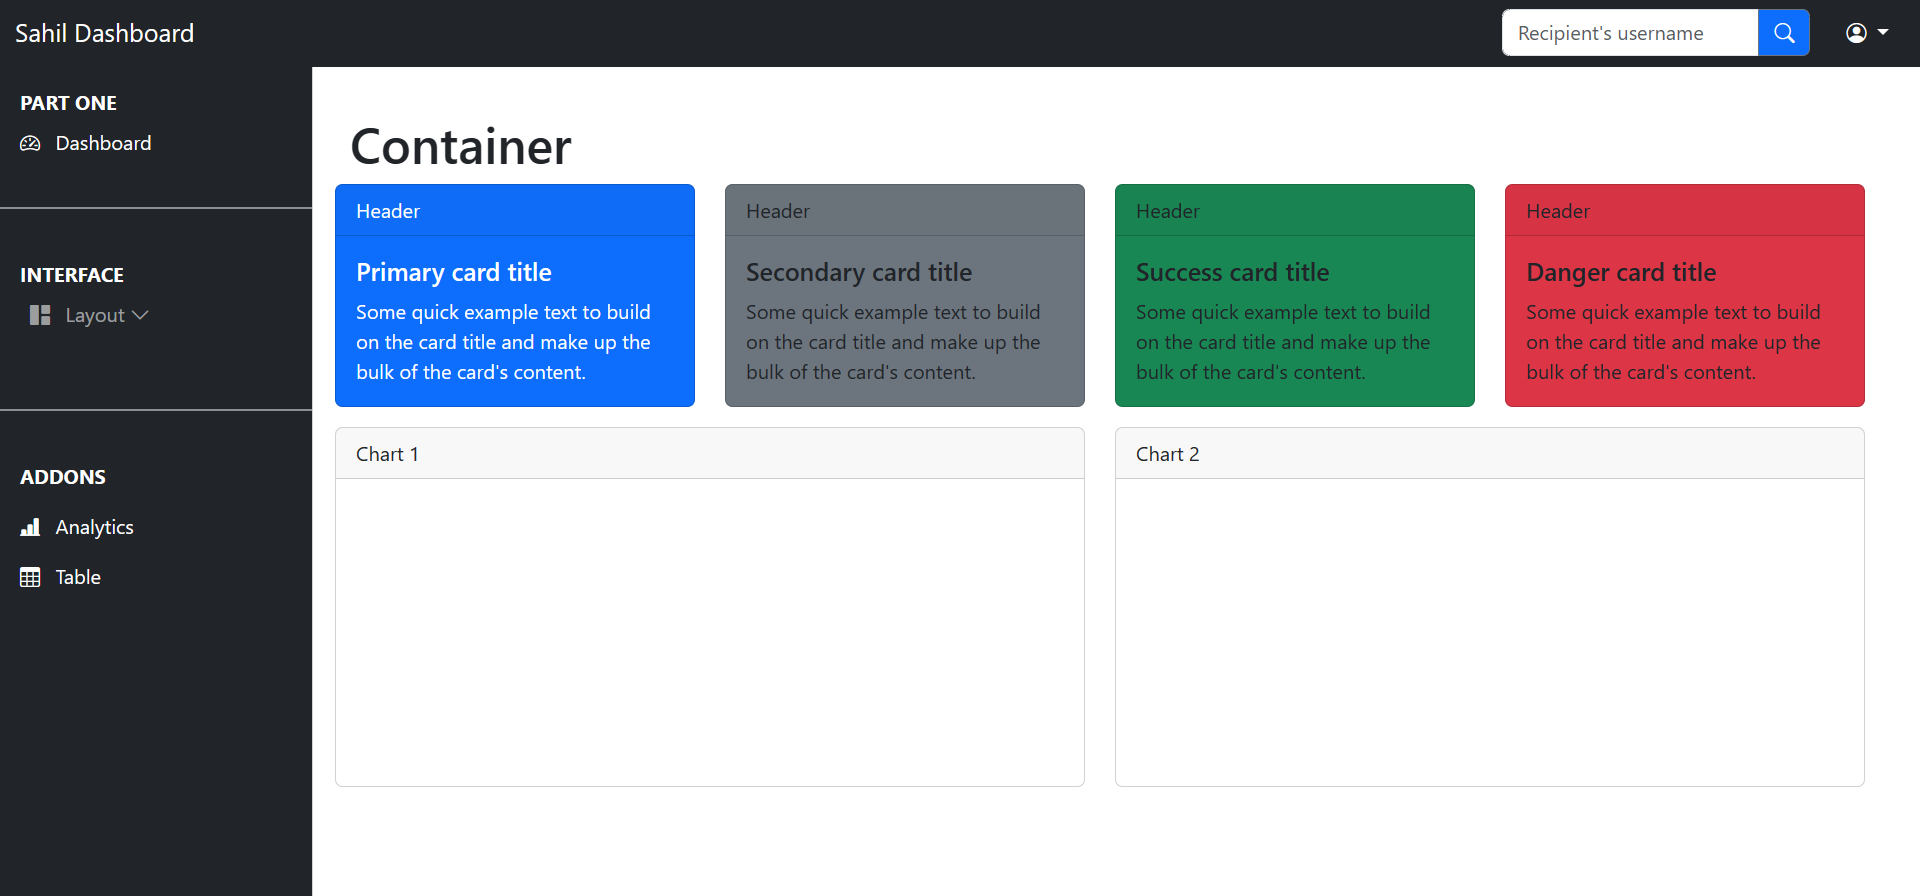 Sahil Dashboard
Recipient's username
PART ONE
Dashboard
INTERFACE
Layout
ADDONS
Analytics
Table
Container
Header
Primary card title
Some quick example text to build
on the card title and make up the
bulk of the card's content.
Header
Secondary card title
Some quick example text to build
on the card title and make up the
bulk of the card's content.
Header
Success card title
Some quick example text to build
on the card title and make up the
bulk of the card's content.
Header
Danger card title
Some quick example text to build
on the card title and make up the
bulk of the card's content.
Chart 1
Chart 2